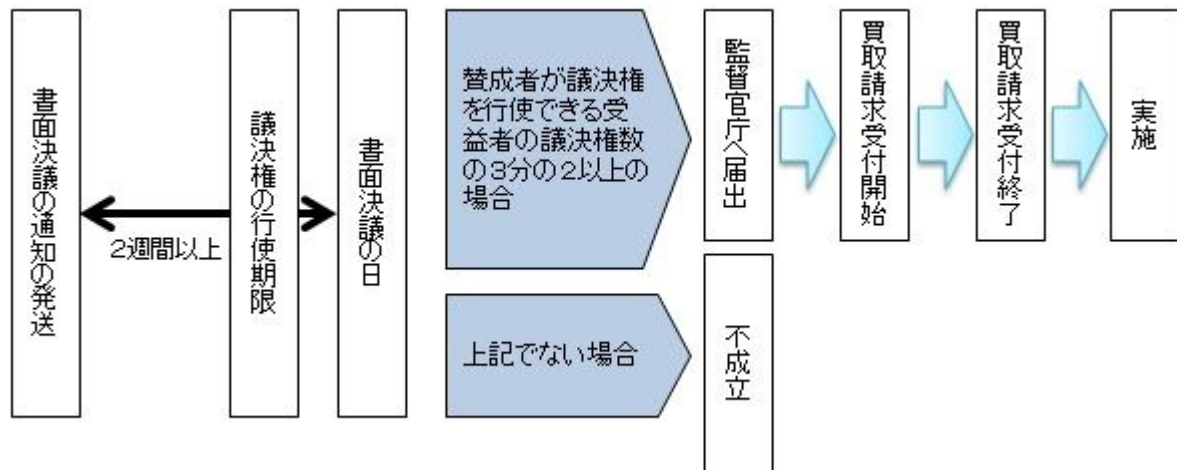 書面決議の通知の発送
2週間以上
議決権の行使期限
書面決議の日
賛成者が議決権
を行使できる受
益者の議決権数
の3分の2以上の
場合
監督官庁へ届出
買取請求受付開始
買取請求受付終了
実施
上記でない場合
不成立